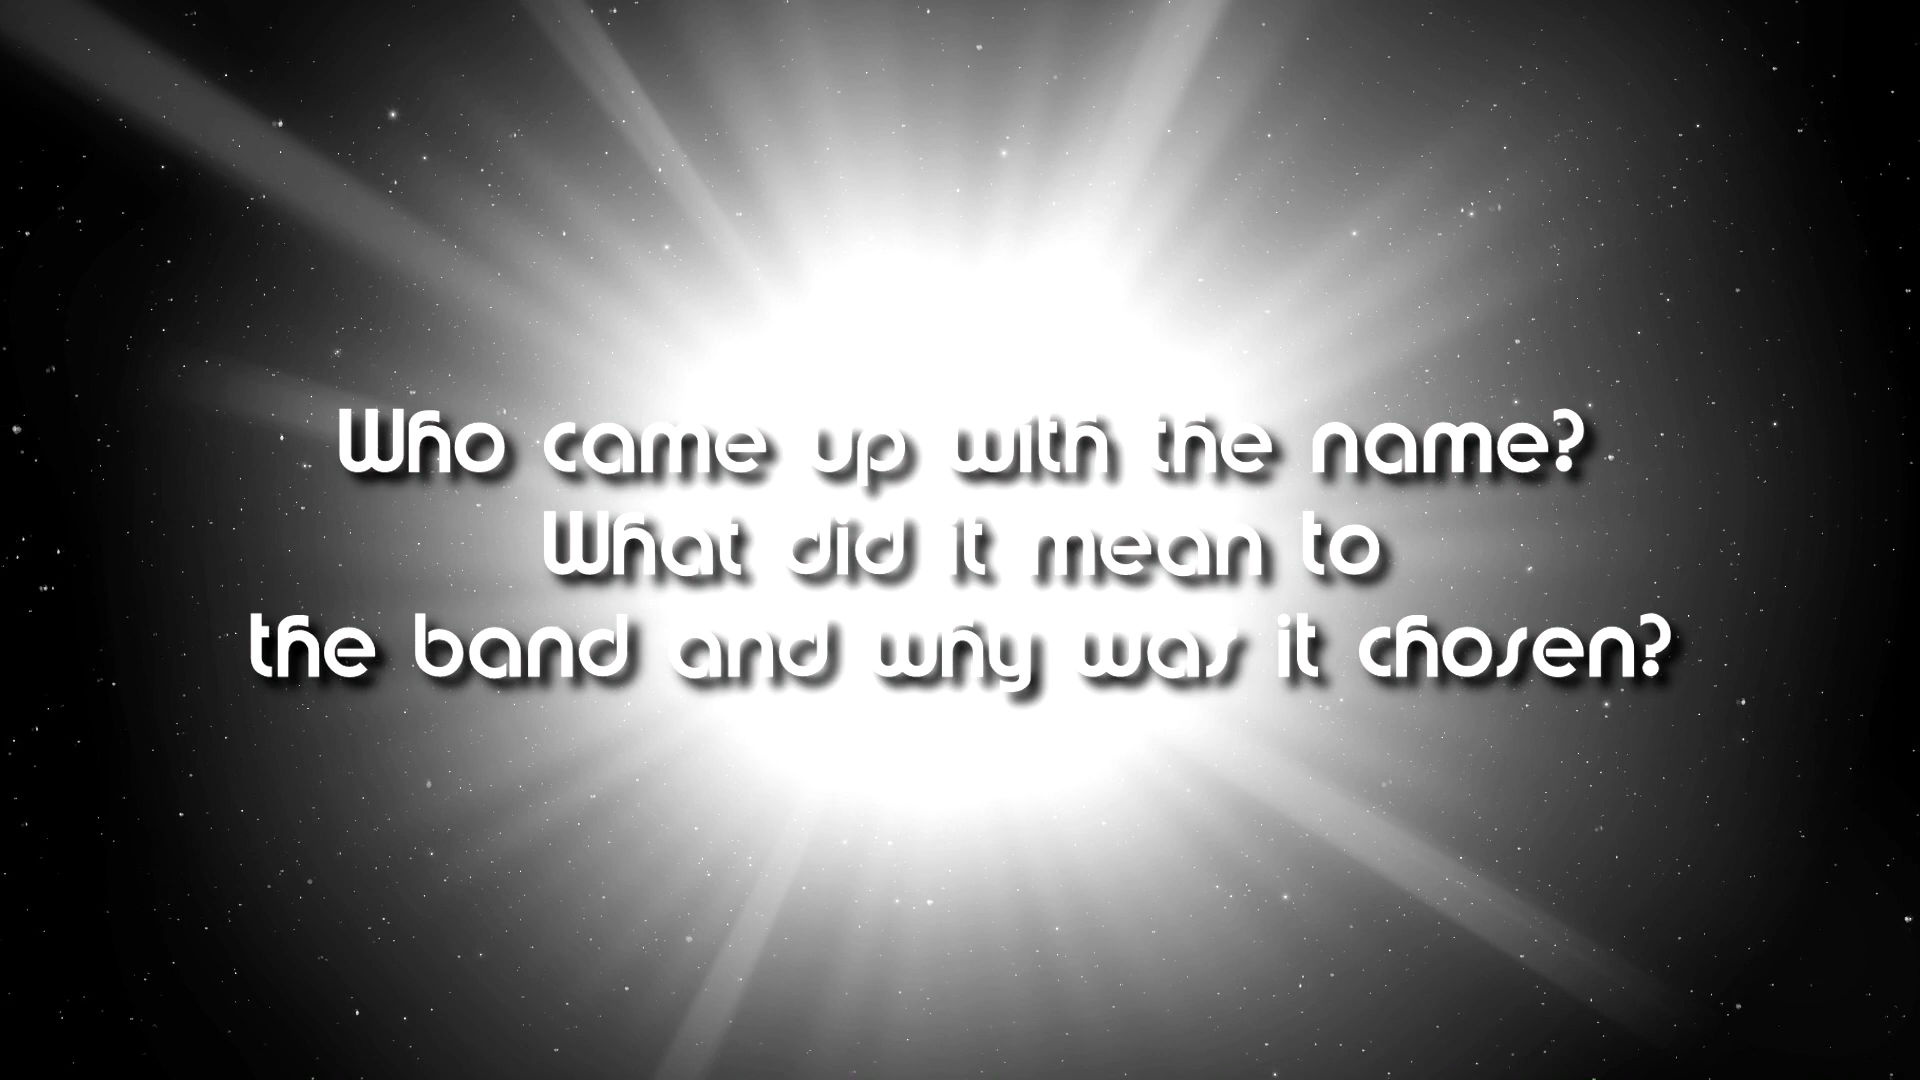 Who came up with the name?
What did it mean to
the band and why was it chosen?